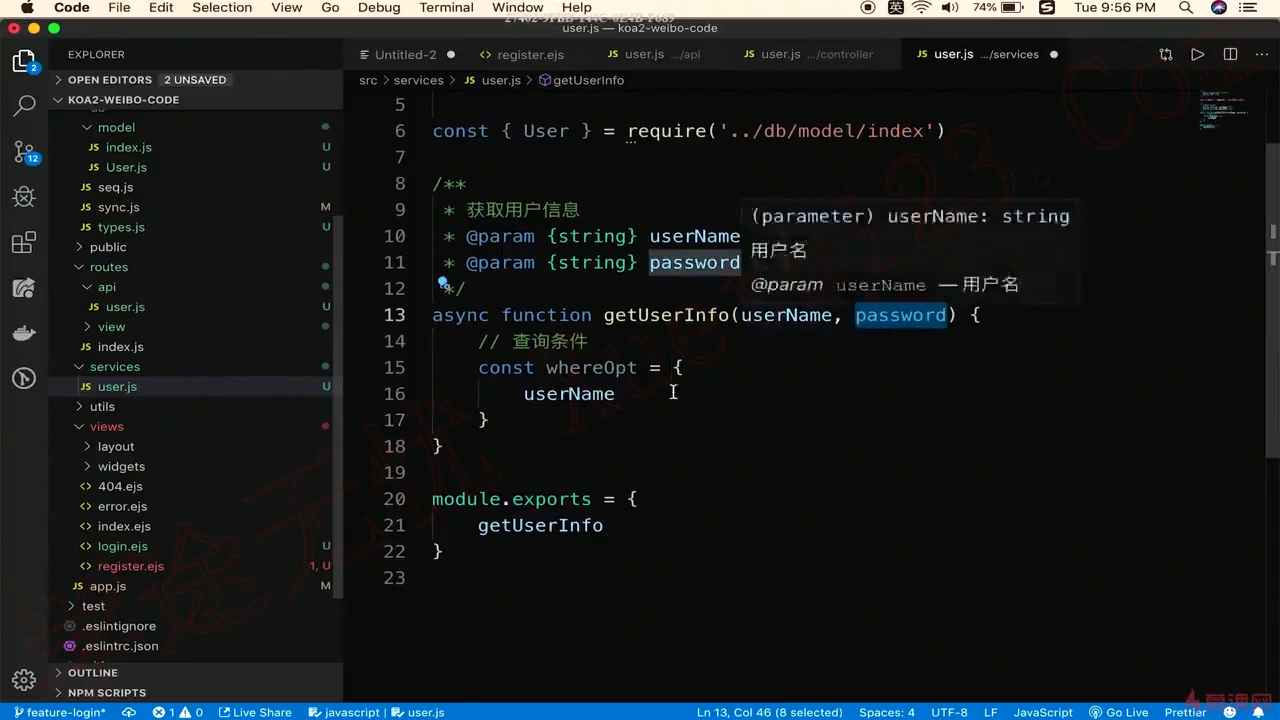 Code File Edit Selection View Go Debug Terminal Window Help
英 74% Tue 9:56 PM
user.js — koa2-weibo-code
EXPLORER
Untitled-2 register.ejs user.js .../api user.js .../controller user.js .../services
OPEN EDITORS 2 UNSAVED
src > services > user.js > getUserInfo
KOA2-WEIBO-CODE
model
index.js U
User.js U
seq.js
sync.js M
types.js U
public
routes
api
user.js U
view
index.js
services
user.js U
utils
views
layout
widgets
404.ejs
error.ejs
index.ejs
login.ejs U
register.ejs 1, U
app.js M
test
.eslintignore
.eslintrc.json
OUTLINE
NPM SCRIPTS
2
12
5
6 const { User } = require('../db/model/index')
7
8 /**
9 * 获取用户信息
10 * @param {string} userName
11 * @param {string} password
12 */
13 async function getUserInfo(userName, password) {
14 // 查询条件
15 const whereOpt = {
16 userName
17 }
18 }
19
20 module.exports = {
21 getUserInfo
22 }
23
(parameter) userName: string
用户名
@param userName — 用户名
feature-login* 1 0 Live Share javascript | user.js Ln 13, Col 46 (8 selected) Spaces: 4 UTF-8 LF JavaScript Go Live Prettier